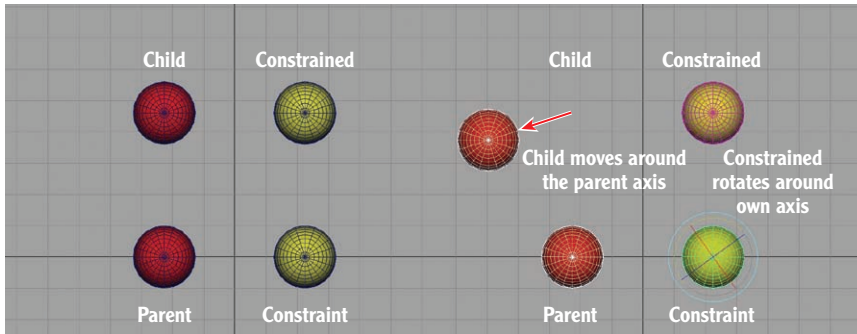 Child
Constrained
Child
Constrained
Child moves around
the parent axis
Constrained
rotates around
own axis
Parent
Constraint
Parent
Constraint